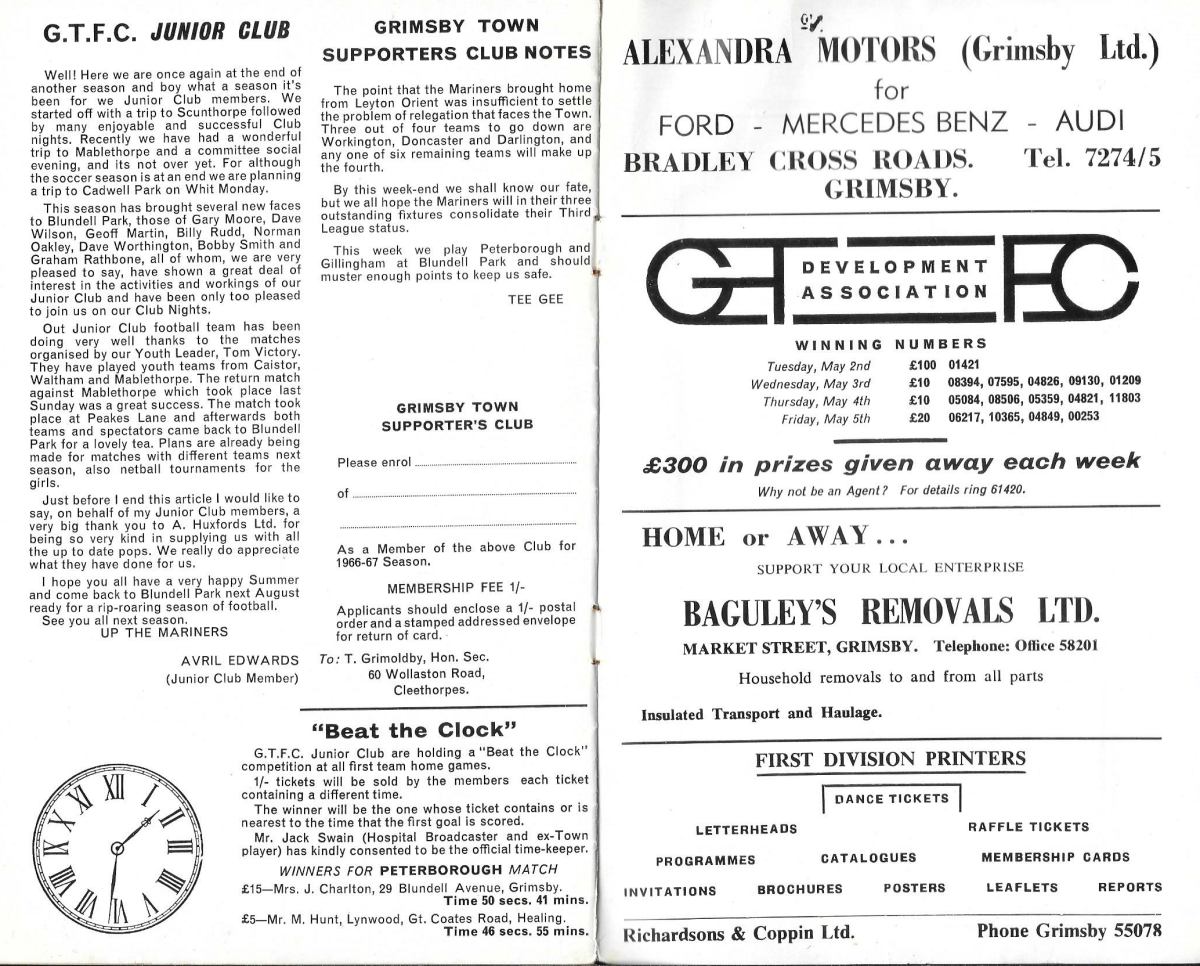 G.T.F.C. JUNIOR CLUB
Well! Here we are once again at the end of
another season and boy what a season it's
been for we Junior Club members. We
started off with a trip to Scunthorpe followed
by many enjoyable and successful Club
nights. Recently we have had a wonderful
trip to Mablethorpe and a committee social
evening, and its not over yet. For although
the soccer season is at an end we are planning
a trip to Cadwell Park on Whit Monday.
This season has brought several new faces
to Blundell Park, those of Gary Moore, Dave
Wilson, Geoff Martin, Billy Rudd, Norman
Oakley, Dave Worthington, Bobby Smith and
Graham Rathbone, all of whom, we are very
pleased to say, have shown a great deal of
interest in the activities and workings of our
Junior Club and have been only too pleased
to join us on our Club Nights.
Out Junior Club football team has been
doing very well thanks to the matches
organised by our Youth Leader, Tom Victory.
They have played youth teams from Caistor,
Waltham and Mablethorpe. The return match
against Mablethorpe which took place last
Sunday was a great success. The match took
place at Peakes Lane and afterwards both
teams and spectators came back to Blundell
Park for a lovely tea. Plans are already being
made for matches with different teams next
season, also netball tournaments for the
girls.
Just before I end this article I would like to
say, on behalf of my Junior Club members, a
very big thank you to A. Huxfords Ltd. for
being so very kind in supplying us with all
the up to date pops. We really do appreciate
what they have done for us.
I hope you all have a very happy Summer
and come back to Blundell Park next August
ready for a rip-roaring season of football.
See you all next season.
UP THE MARINERS
AVRIL EDWARDS
(Junior Club Member)
GRIMSBY TOWN
SUPPORTERS CLUB NOTES
The point that the Mariners brought home
from Leyton Orient was insufficient to settle
the problem of relegation that faces the Town.
Three out of four teams to go down are
Workington, Doncaster and Darlington, and
any one of six remaining teams will make up
the fourth.
By this week-end we shall know our fate,
but we all hope the Mariners will in their three
outstanding fixtures consolidate their Third
League status.
This week we play Peterborough and
Gillingham at Blundell Park and should
muster enough points to keep us safe.
TEE GEE
GRIMSBY TOWN
SUPPORTER'S CLUB
Please enrol
of
As a Member of the above Club for
1966-67 Season.
MEMBERSHIP FEE 1/-
Applicants should enclose a 1/- postal
order and a stamped addressed envelope
for return of card.
To: T. Grimoldby, Hon. Sec.
60 Wollaston Road,
Cleethorpes.
"Beat the Clock"
G.T.F.C. Junior Club are holding a "Beat the Clock"
competition at all first team home games.
1/- tickets will be sold by the members each ticket
containing a different time.
The winner will be the one whose ticket contains or is
nearest to the time that the first goal is scored.
Mr. Jack Swain (Hospital Broadcaster and ex-Town
player) has kindly consented to be the official time-keeper.
WINNERS FOR PETERBOROUGH MATCH
£15—Mrs. J. Charlton, 29 Blundell Avenue, Grimsby.
Time 50 secs. 41 mins.
£5—Mr. M. Hunt, Lynwood, Gt. Coates Road, Healing.
Time 46 secs. 55 mins.
XII
I
II
III
IIII
V
VI
VII
VIII
IX
X
XI
ALEXANDRA MOTORS (Grimsby Ltd.)
for
FORD - MERCEDES BENZ - AUDI
BRADLEY CROSS ROADS. Tel. 7274/5
GRIMSBY.
GT FC
DEVELOPMENT
ASSOCIATION
WINNING NUMBERS
Tuesday, May 2nd £100 01421
Wednesday, May 3rd £10 08394, 07595, 04826, 09130, 01209
Thursday, May 4th £10 05084, 08506, 05359, 04821, 11803
Friday, May 5th £20 06217, 10365, 04849, 00253
£300 in prizes given away each week
Why not be an Agent? For details ring 61420.
HOME or AWAY...
SUPPORT YOUR LOCAL ENTERPRISE
BAGULEY'S REMOVALS LTD.
MARKET STREET, GRIMSBY. Telephone: Office 58201
Household removals to and from all parts
Insulated Transport and Haulage.
FIRST DIVISION PRINTERS
DANCE TICKETS
LETTERHEADS RAFFLE TICKETS
PROGRAMMES CATALOGUES MEMBERSHIP CARDS
INVITATIONS BROCHURES POSTERS LEAFLETS REPORTS
Richardsons & Coppin Ltd. Phone Grimsby 55078